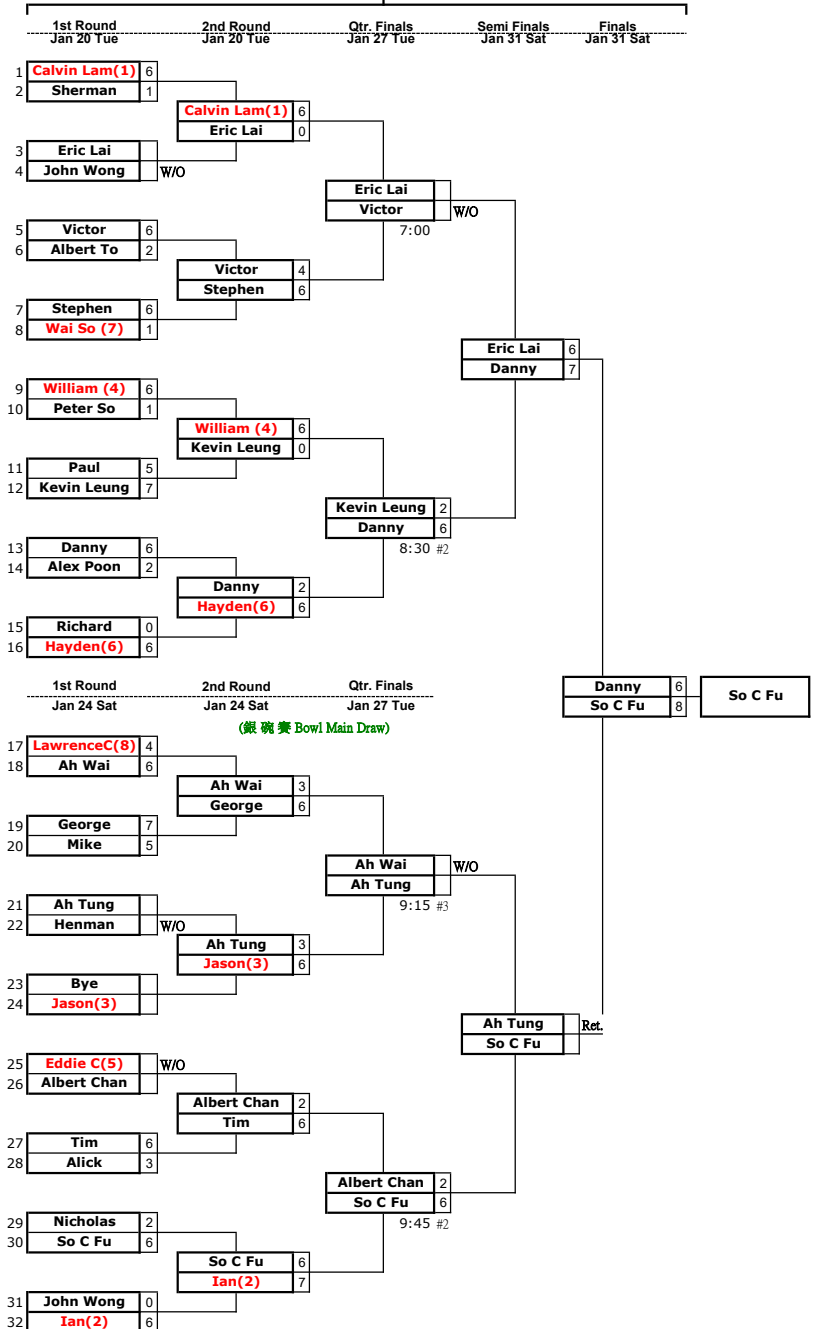 1st Round 2nd Round Qtr. Finals Semi Finals Finals
Jan 20 Tue Jan 20 Tue Jan 27 Tue Jan 31 Sat Jan 31 Sat
1 Calvin Lam(1) 6
2 Sherman 1
Calvin Lam(1) 6
Eric Lai 0
3 Eric Lai
4 John Wong W/O
Eric Lai
Victor W/O
7:00
5 Victor 6
6 Albert To 2
Victor 4
Stephen 6
7 Stephen 6
8 Wai So (7) 1
Eric Lai 6
Danny 7
9 William (4) 6
10 Peter So 1
William (4) 6
Kevin Leung 0
11 Paul 5
12 Kevin Leung 7
Kevin Leung 2
Danny 6
8:30 #2
13 Danny 6
14 Alex Poon 2
Danny 2
Hayden(6) 6
15 Richard 0
16 Hayden(6) 6
1st Round 2nd Round Qtr. Finals
Jan 24 Sat Jan 24 Sat Jan 27 Tue
Danny 6
So C Fu 8
So C Fu
(銀碗賽 Bowl Main Draw)
17 LawrenceC(8) 4
18 Ah Wai 6
Ah Wai 3
George 6
19 George 7
20 Mike 5
Ah Wai W/O
Ah Tung
9:15 #3
21 Ah Tung
22 Henman W/O
Ah Tung 3
Jason(3) 6
23 Bye
24 Jason(3)
Ah Tung Ret.
So C Fu
25 Eddie C(5) W/O
26 Albert Chan
Albert Chan 2
Tim 6
27 Tim 6
28 Alick 3
Albert Chan 2
So C Fu 6
9:45 #2
29 Nicholas 2
30 So C Fu 6
So C Fu 6
Ian(2) 7
31 John Wong 0
32 Ian(2) 6